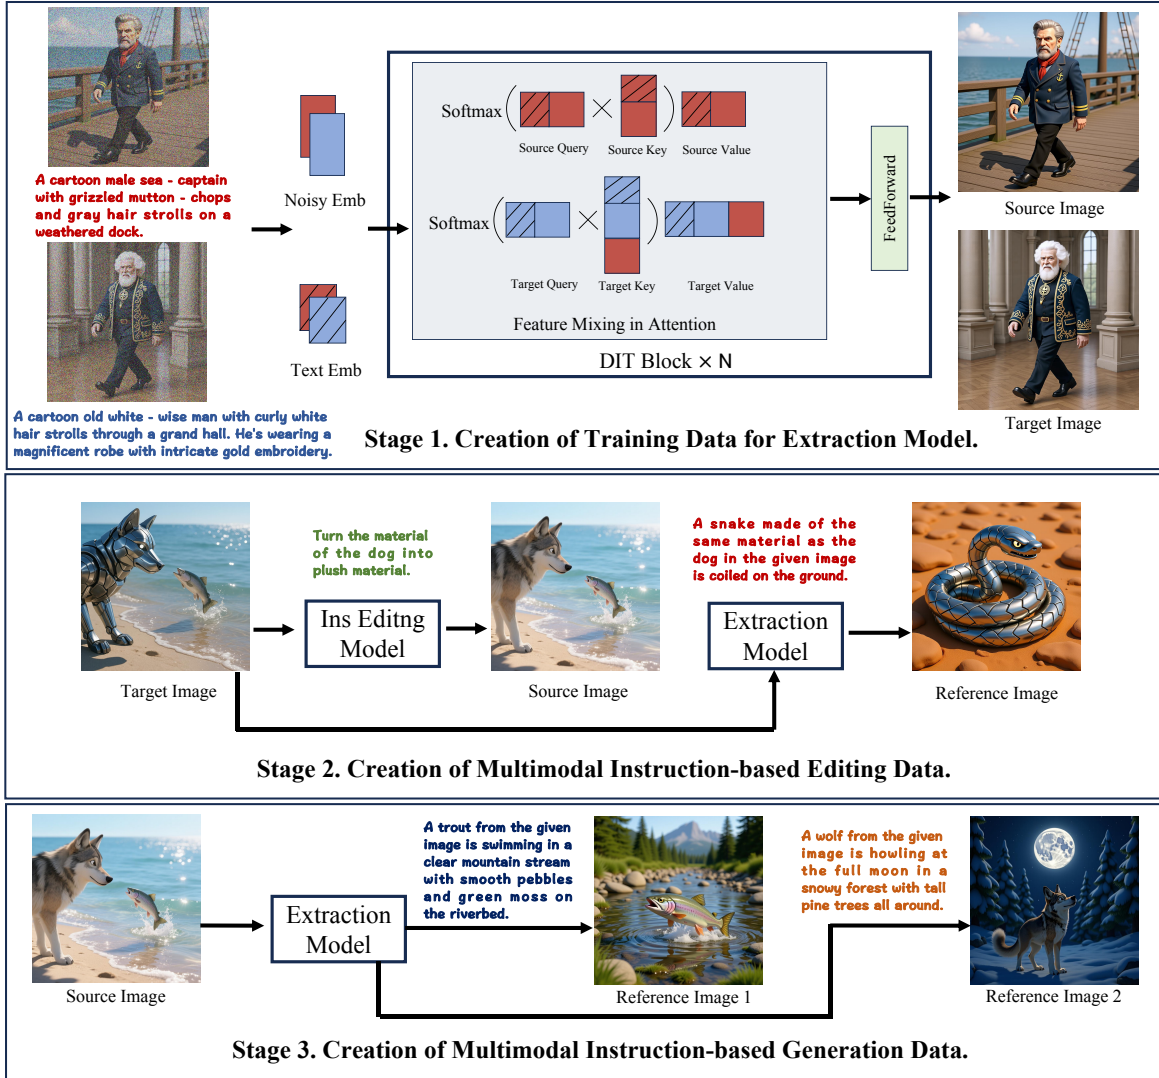 A cartoon male sea - captain
with grizzled mutton - chops
and gray hair strolls on a
weathered dock.
A cartoon old white - wise man with curly white
hair strolls through a grand hall. He's wearing a
magnificent robe with intricate gold embroidery.
Noisy Emb
Text Emb
Softmax
Source Query
Source Key
Source Value
Softmax
Target Query
Target Key
Target Value
Feature Mixing in Attention
DIT Block × N
FeedForward
Source Image
Target Image
Stage 1. Creation of Training Data for Extraction Model.
Target Image
Turn the material
of the dog into
plush material.
Ins Editng
Model
Source Image
A snake made of the
same material as the
dog in the given image
is coiled on the ground.
Extraction
Model
Reference Image
Stage 2. Creation of Multimodal Instruction-based Editing Data.
Source Image
Extraction
Model
A trout from the given
image is swimming in a
clear mountain stream
with smooth pebbles
and green moss on
the riverbed.
Reference Image 1
A wolf from the given
image is howling at
the full moon in a
snowy forest with tall
pine trees all around.
Reference Image 2
Stage 3. Creation of Multimodal Instruction-based Generation Data.